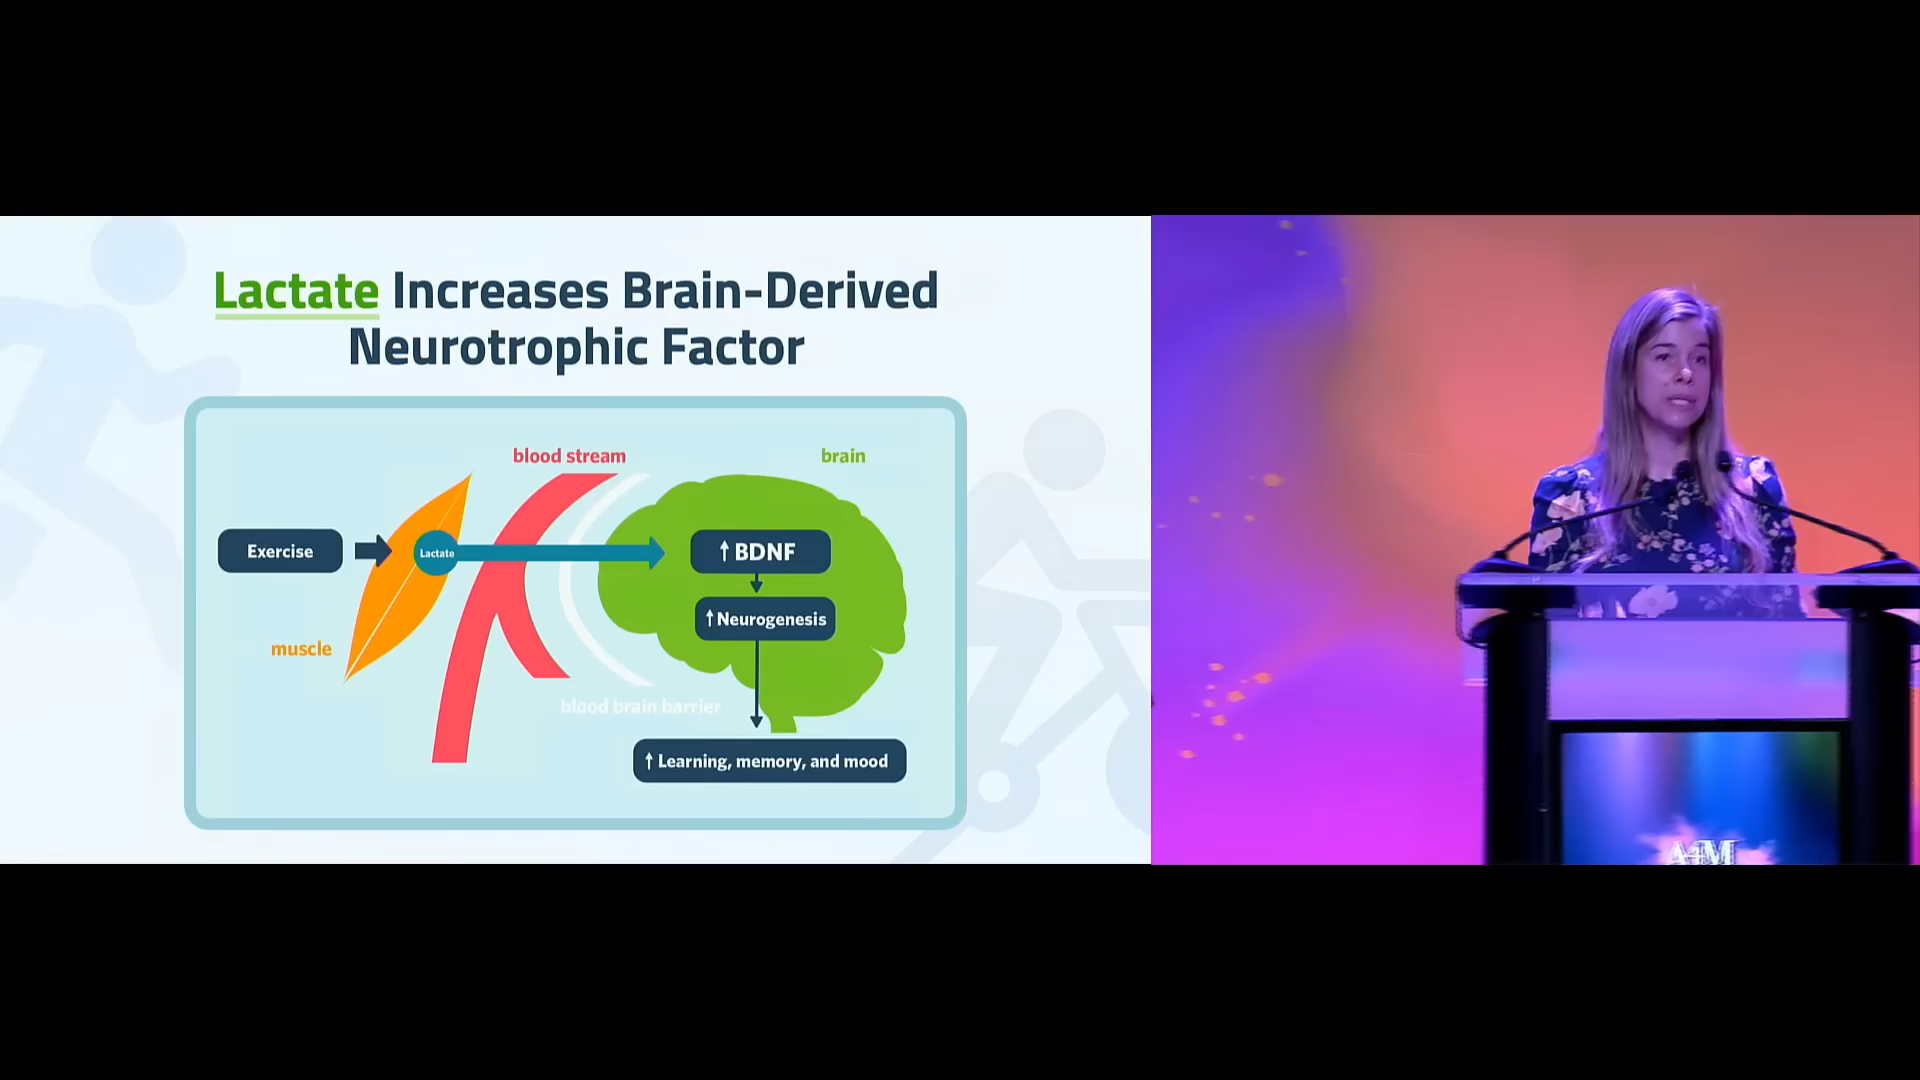 Lactate Increases Brain-Derived
Neurotrophic Factor
blood stream
brain
Exercise
Lactate
↑ BDNF
↑ Neurogenesis
muscle
blood brain barrier
↑ Learning, memory, and mood
A4M